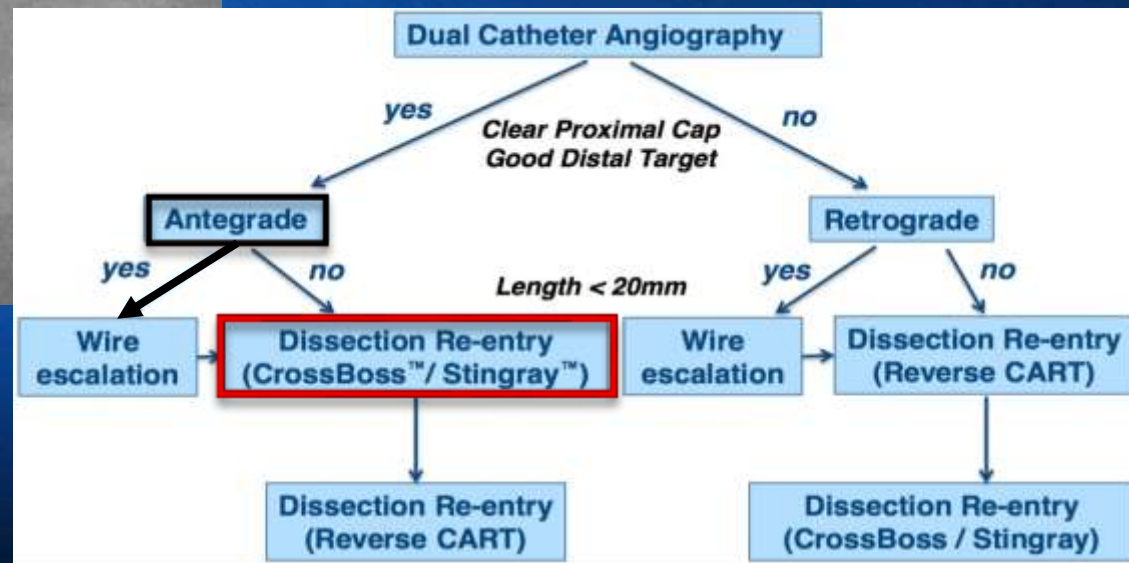 Dual Catheter Angiography
yes
no
Clear Proximal Cap
Good Distal Target
Antegrade
Retrograde
yes
no
Length < 20mm
yes
no
Wire
escalation
Dissection Re-entry
(CrossBoss™/ Stingray™)
Wire
escalation
Dissection Re-entry
(Reverse CART)
Dissection Re-entry
(Reverse CART)
Dissection Re-entry
(CrossBoss / Stingray)